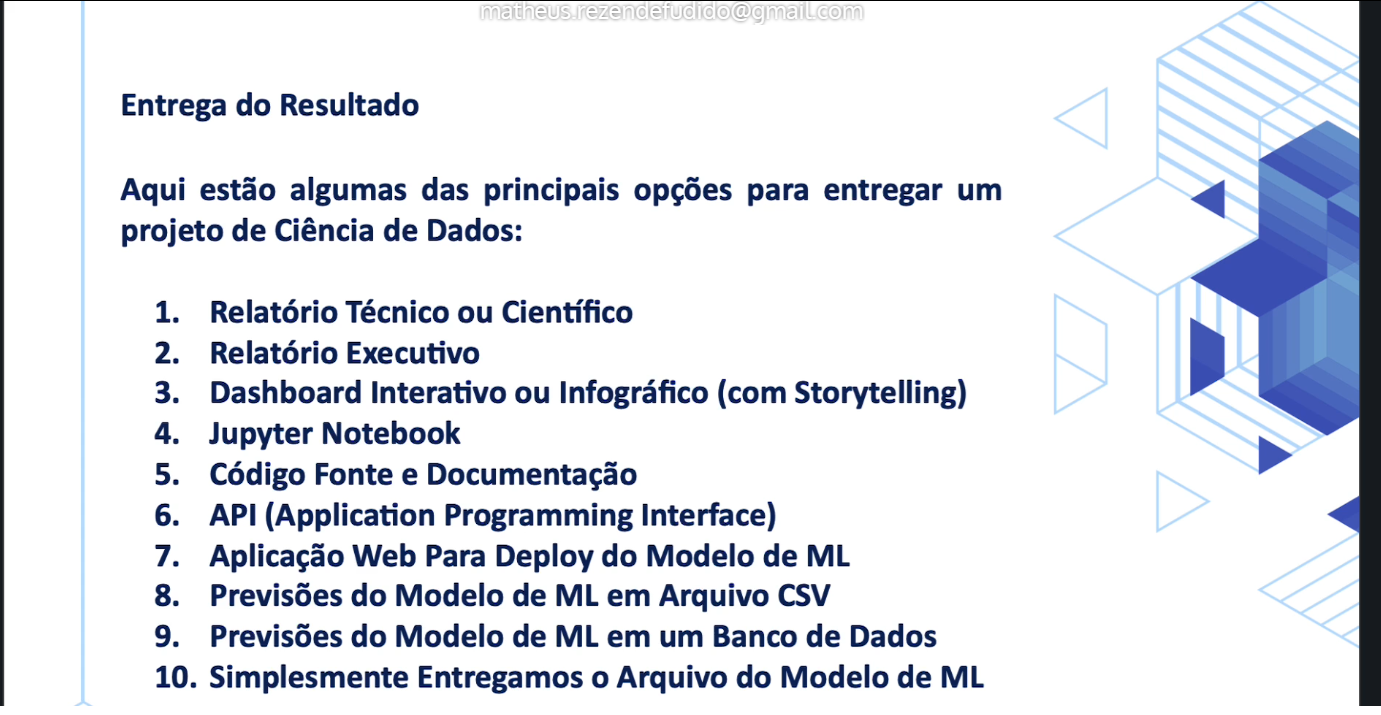 matheus.rezendefudido@gmail.com
Entrega do Resultado
Aqui estão algumas das principais opções para entregar um
projeto de Ciência de Dados:
1. Relatório Técnico ou Científico
2. Relatório Executivo
3. Dashboard Interativo ou Infográfico (com Storytelling)
4. Jupyter Notebook
5. Código Fonte e Documentação
6. API (Application Programming Interface)
7. Aplicação Web Para Deploy do Modelo de ML
8. Previsões do Modelo de ML em Arquivo CSV
9. Previsões do Modelo de ML em um Banco de Dados
10. Simplesmente Entregamos o Arquivo do Modelo de ML